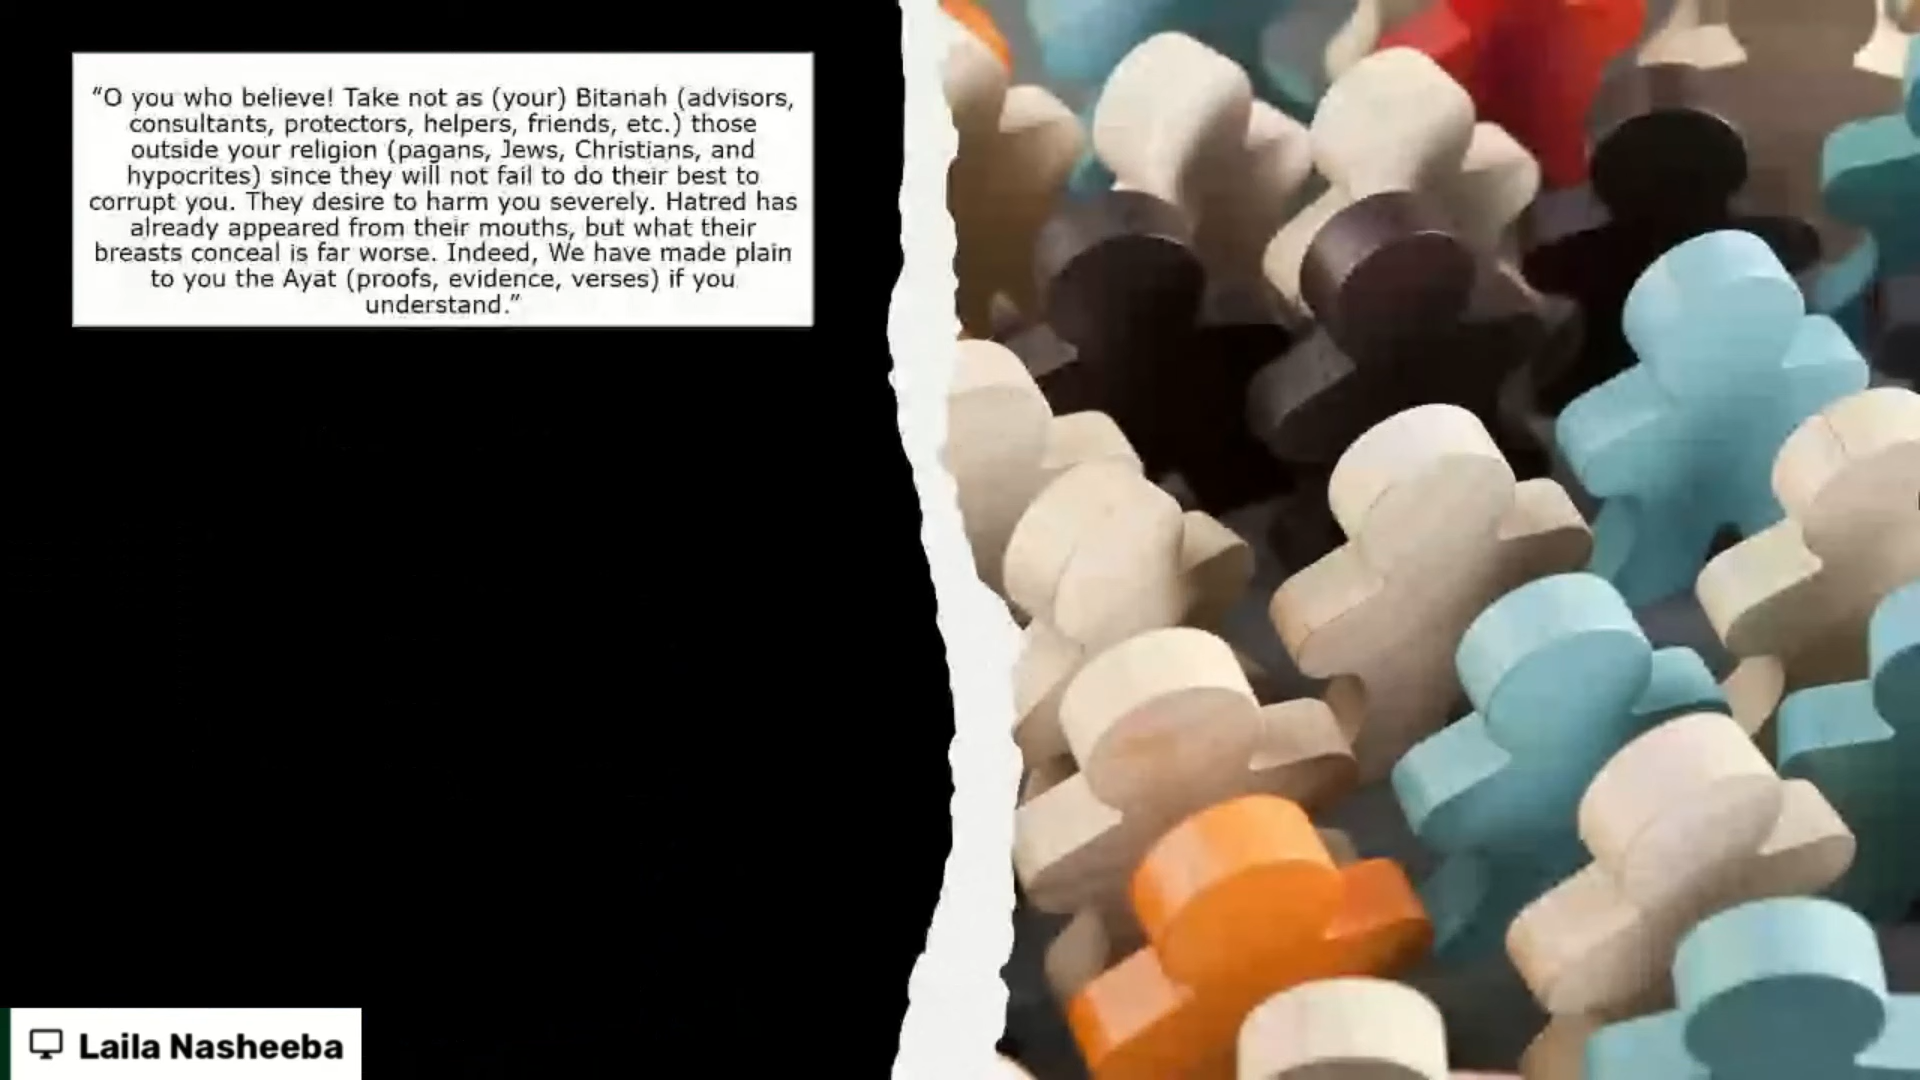 “O you who believe! Take not as (your) Bitanah (advisors,
consultants, protectors, helpers, friends, etc.) those
outside your religion (pagans, Jews, Christians, and
hypocrites) since they will not fail to do their best to
corrupt you. They desire to harm you severely. Hatred has
already appeared from their mouths, but what their
breasts conceal is far worse. Indeed, We have made plain
to you the Ayat (proofs, evidence, verses) if you
understand.”
Laila Nasheeba